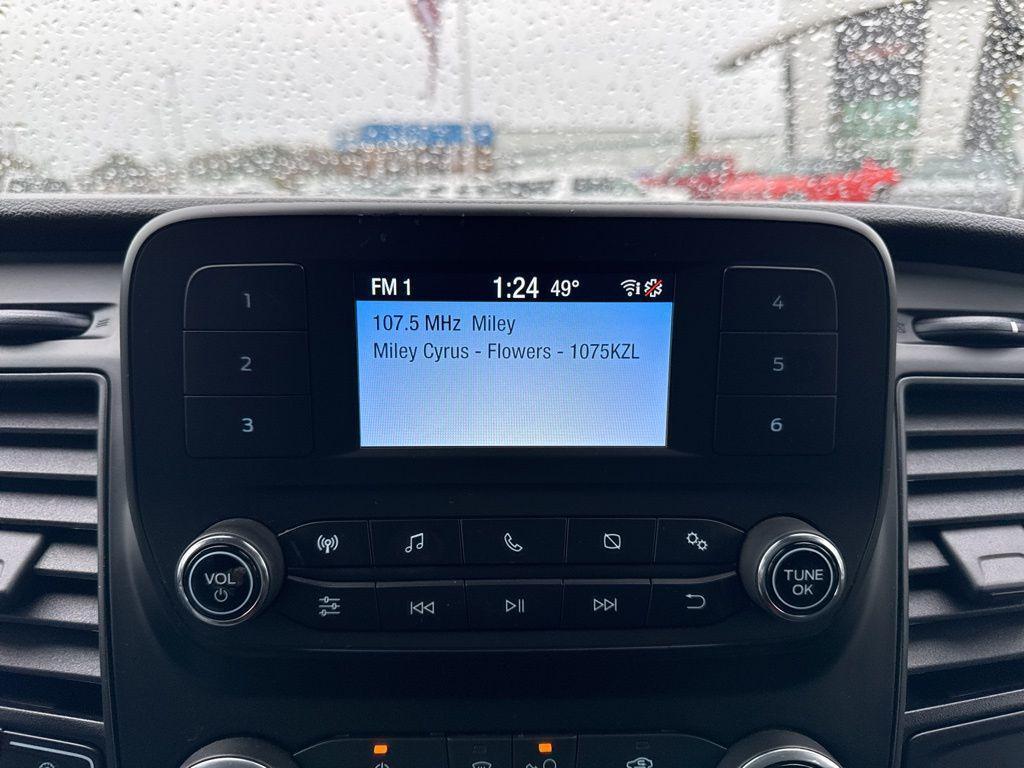 FM 1 1:24 49°
107.5 MHz Miley
Miley Cyrus - Flowers - 1075KZL
1
2
3
4
5
6
VOL
TUNE
OK